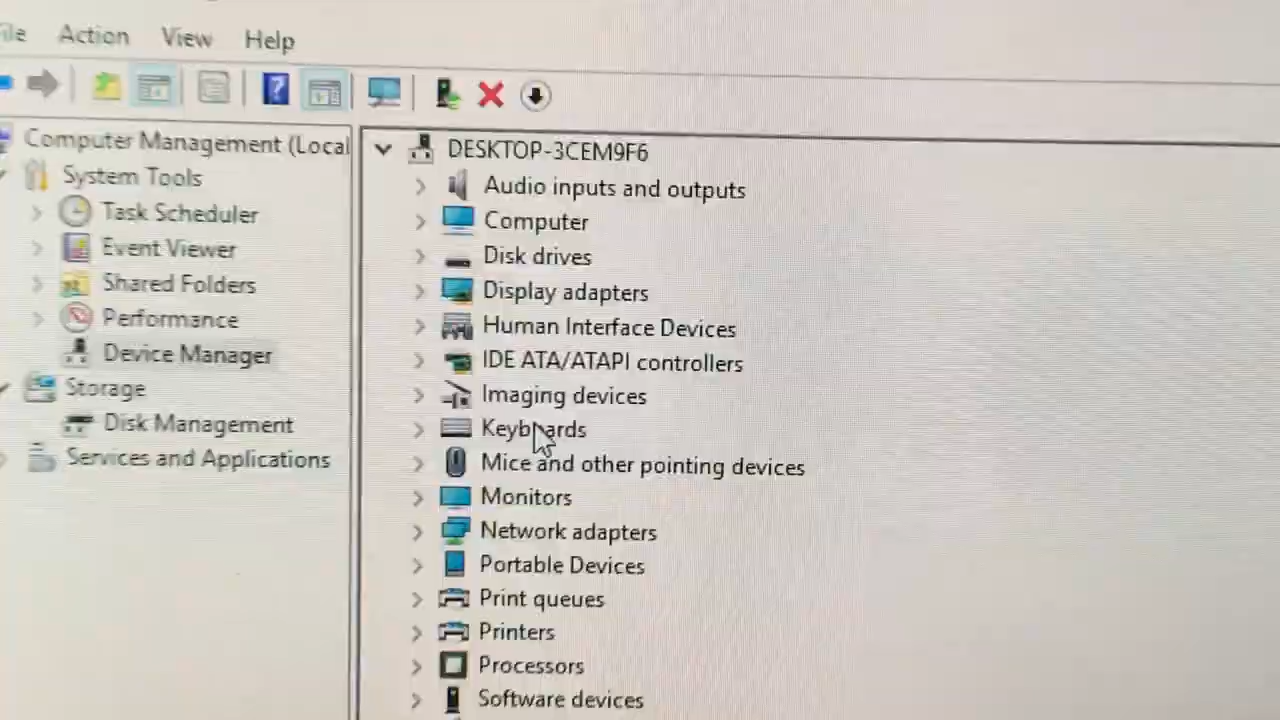 Action View Help
Computer Management (Local
System Tools
Task Scheduler
Event Viewer
Shared Folders
Performance
Device Manager
Storage
Disk Management
Services and Applications
DESKTOP-3CEM9F6
Audio inputs and outputs
Computer
Disk drives
Display adapters
Human Interface Devices
IDE ATA/ATAPI controllers
Imaging devices
Keyboards
Mice and other pointing devices
Monitors
Network adapters
Portable Devices
Print queues
Printers
Processors
Software devices